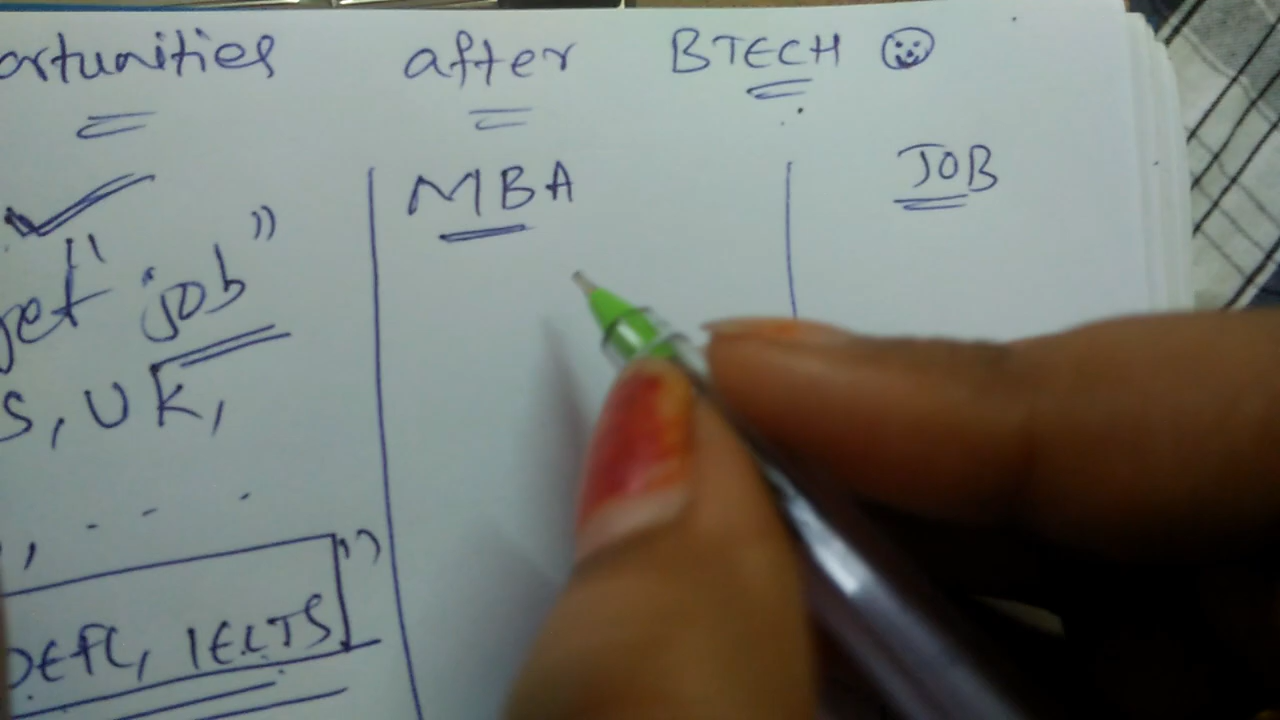 ortunities after BTECH
MBA
JOB
get "job"
S, UK,
, - - .
OEFL, IELTS"